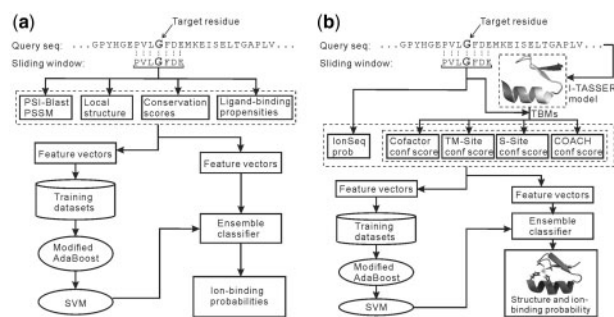 (a)
Target residue
Query seq: ... GPYHGEPVLGFDEMKEISELTGAPLV...
Sliding window: PVLGFDE
PSI-Blast PSSM
Local structure
Conservation scores
Ligand-binding propensities
Feature vectors
Feature vectors
Training datasets
Modified AdaBoost
SVM
Ensemble classifier
Ion-binding probabilities
(b)
Target residue
Query seq: ... GPYHGEPVLGFDEMKEISELTGAPLV...
Sliding window: PVLGFDE
I-TASSER model
TBMs
IonSeq prob
Cofactor conf score
TM-Site conf score
S-Site conf score
COACH conf score
Feature vectors
Feature vectors
Training datasets
Modified AdaBoost
SVM
Ensemble classifier
Structure and ion-binding probability